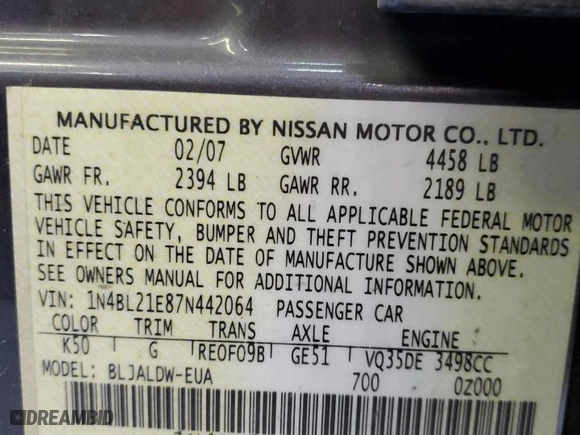 MANUFACTURED BY NISSAN MOTOR CO., LTD.
DATE 02/07 GVWR 4458 LB
GAWR FR. 2394 LB GAWR RR. 2189 LB
THIS VEHICLE CONFORMS TO ALL APPLICABLE FEDERAL MOTOR
VEHICLE SAFETY, BUMPER AND THEFT PREVENTION STANDARDS
IN EFFECT ON THE DATE OF MANUFACTURE SHOWN ABOVE.
SEE OWNERS MANUAL FOR ADDITIONAL INFORMATION.
VIN: 1N4BL21E87N442064 PASSENGER CAR
COLOR TRIM TRANS AXLE ENGINE
K50 G RE0F09B GE51 VQ35DE 3498CC
MODEL: BLJALDW-EUA 700 0Z000
DREAMBID